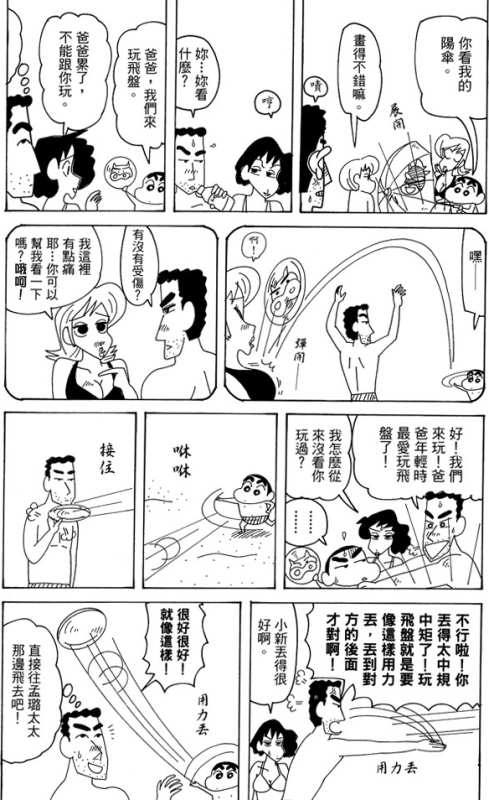 你看我的
陽傘。
展開
畫得不錯嘛。
嘖
哼
妳…妳看
什麼？
爸爸，我們來
玩飛盤。
爸爸累了，
不能跟你玩。
嘿—
彈開
啊！
有沒有受傷？
我這裡
有點痛
耶…你可以
幫我看一下
嗎？哦呵！
好！我們
來玩！爸
爸年輕時
最愛玩飛
盤了！
我怎麼從
來沒看你
玩過？
……
咻咻
接住
不行啦！你
丟得太中規
中矩了！玩
飛盤就是要
像這樣用力
丟，丟到對
方的後面
才對啊！
用力丟
小新丟得很
好啊。
用力丟
很好很好！
就像這樣！
直接往孟璐太太
那邊飛去吧！